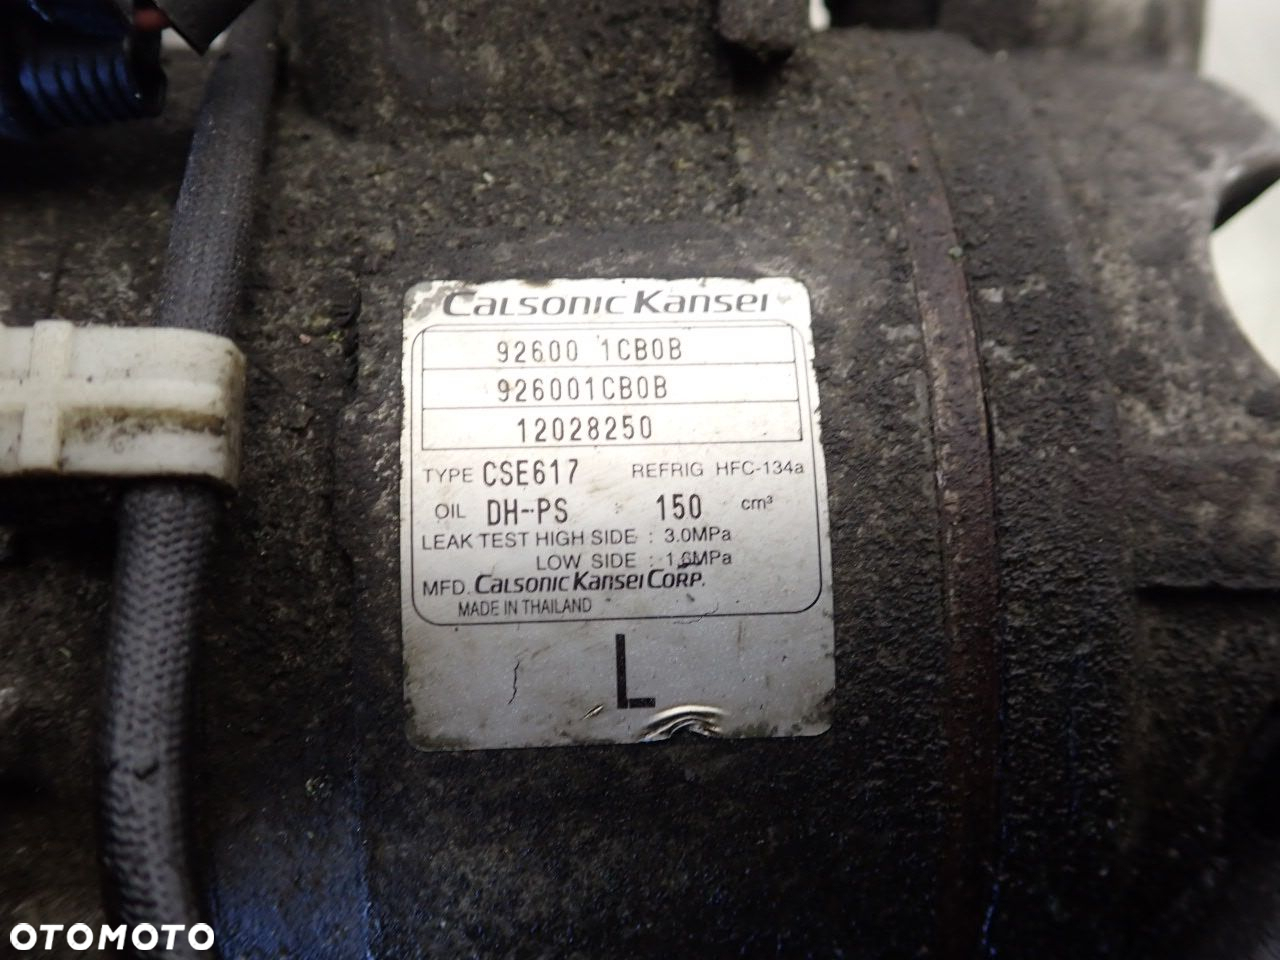 CALSONIC KANSEI
92600 1CB0B
926001CB0B
12028250
TYPE CSE617 REFRIG HFC-134a
OIL DH-PS 150 cm³
LEAK TEST HIGH SIDE : 3.0MPa
LOW SIDE : 1.6MPa
MFD. CALSONIC KANSEI CORP.
MADE IN THAILAND
L
OTOMOTO